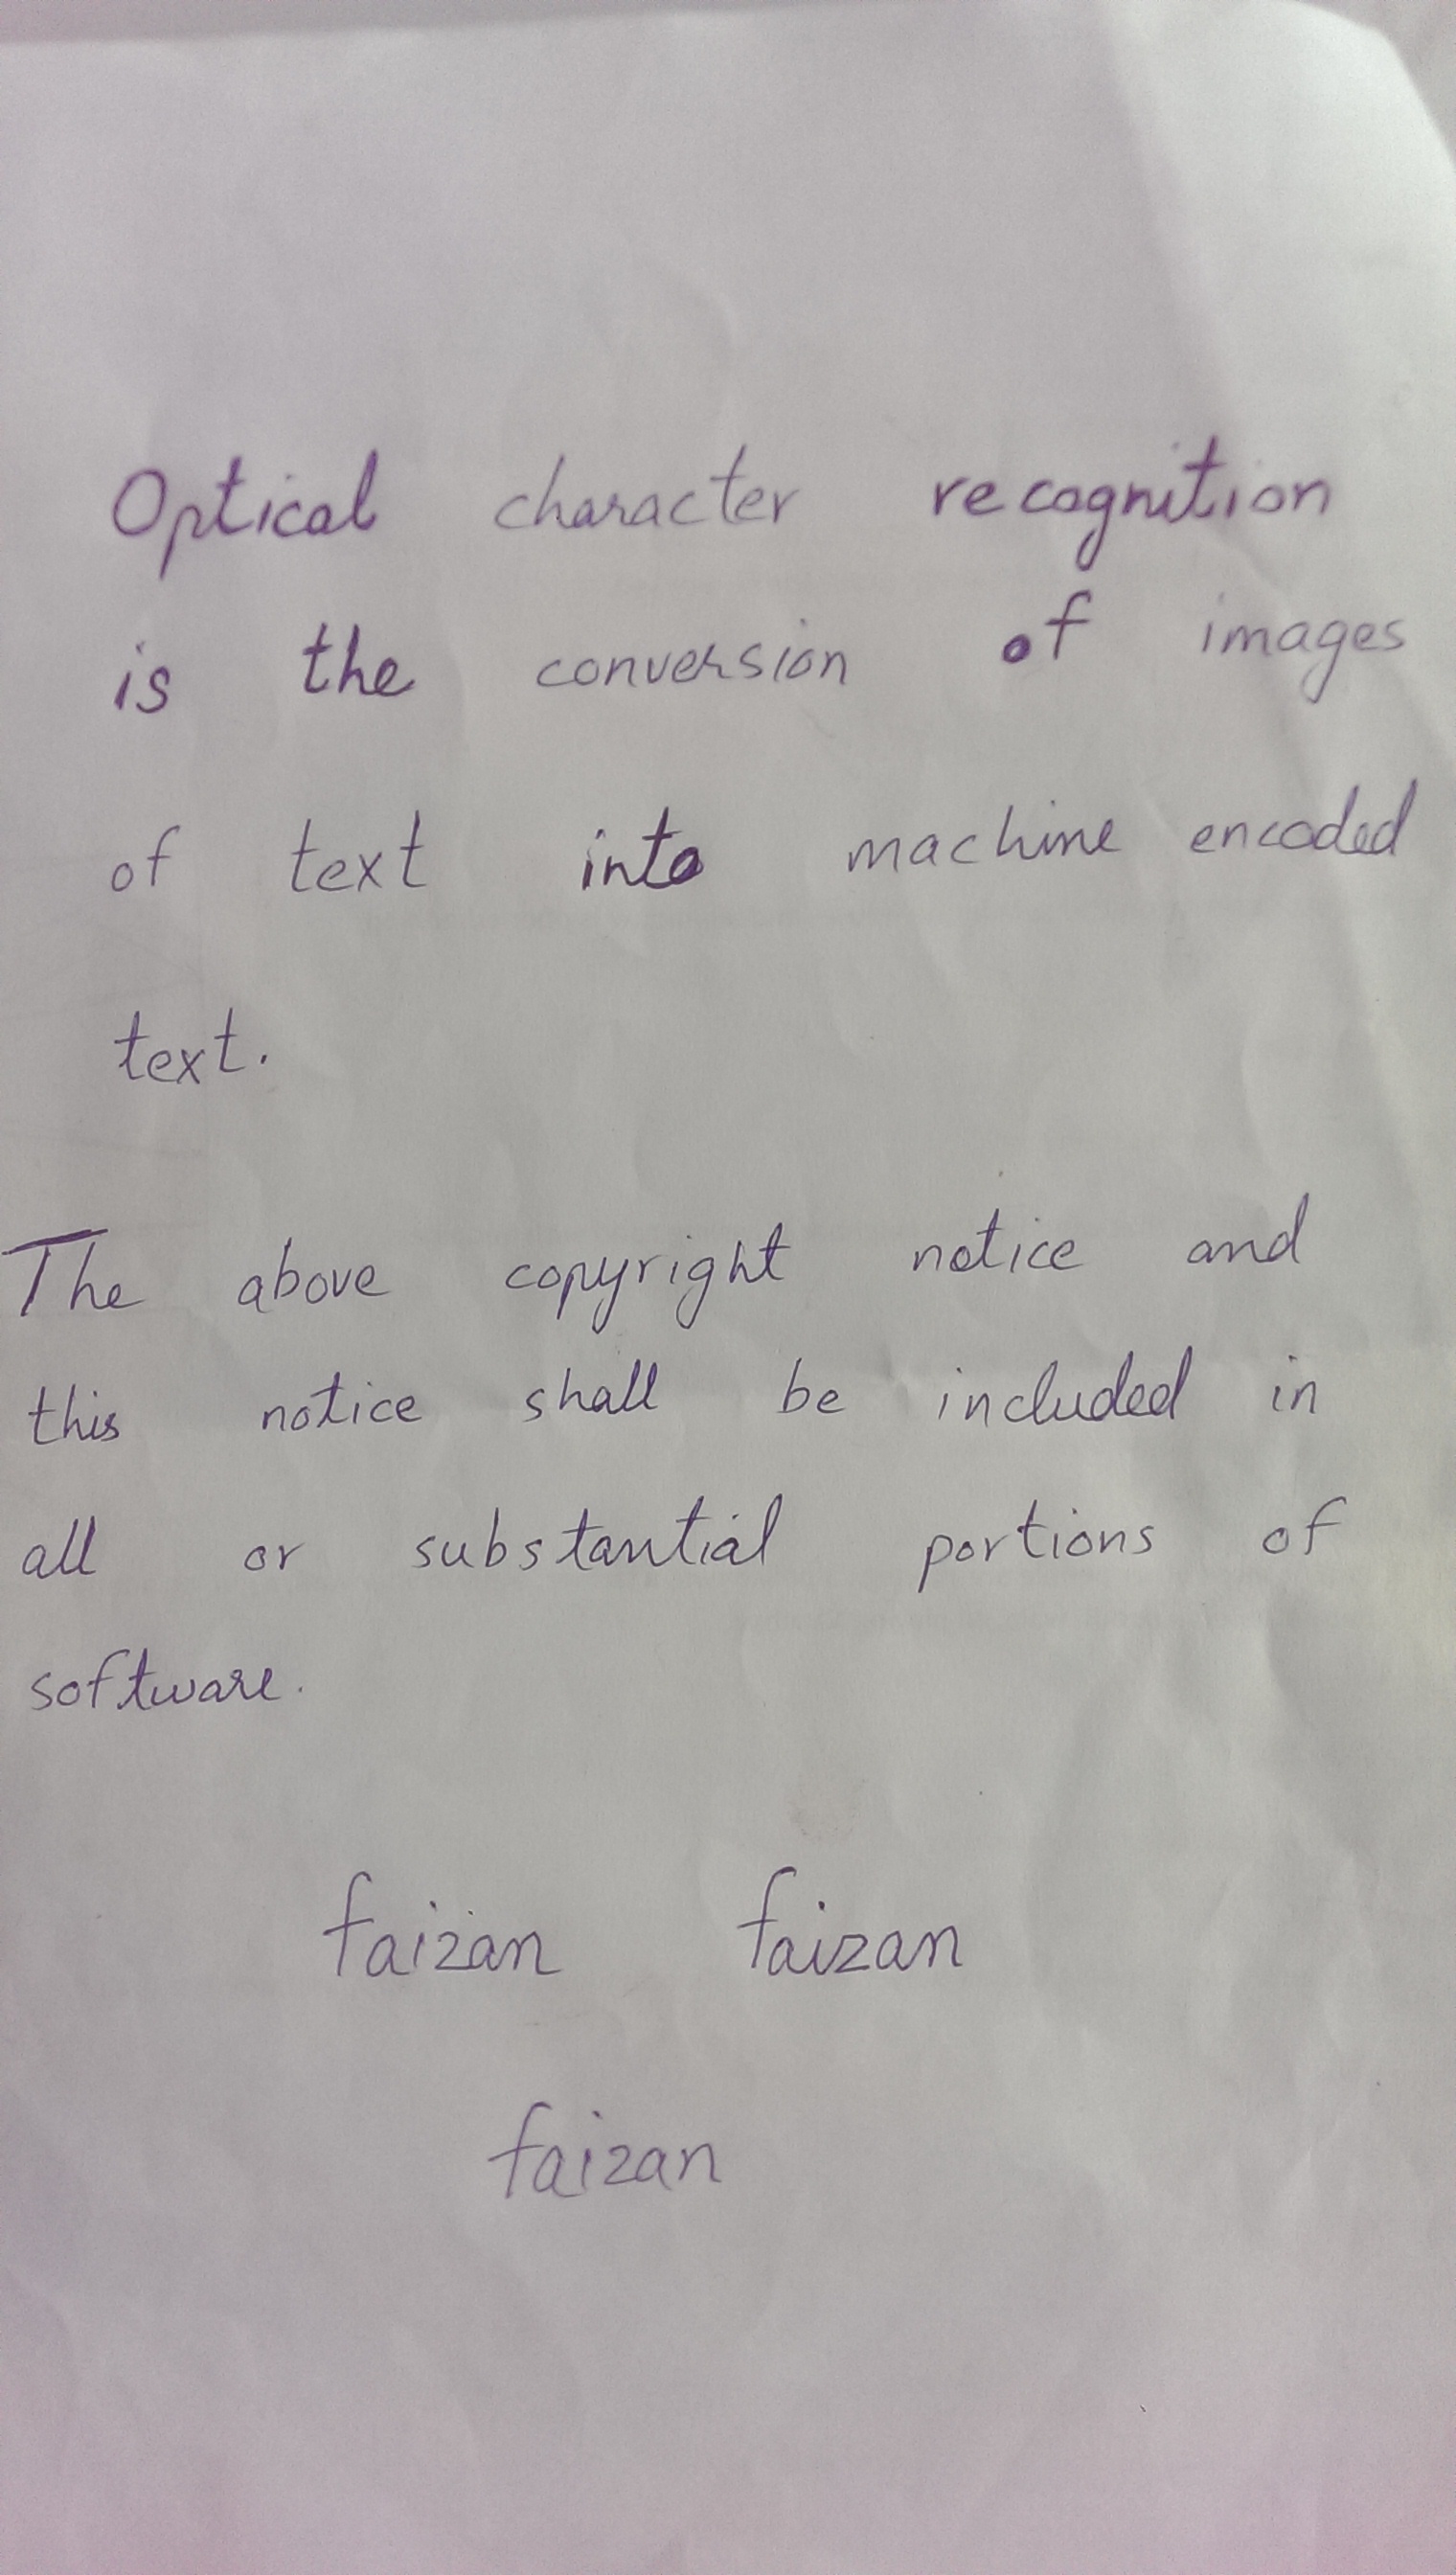 Optical character recognition
is the conversion of images
of text into machine encoded
text.
The above copyright notice and
this notice shall be included in
all or substantial portions of
software.
faizan faizan
faizan